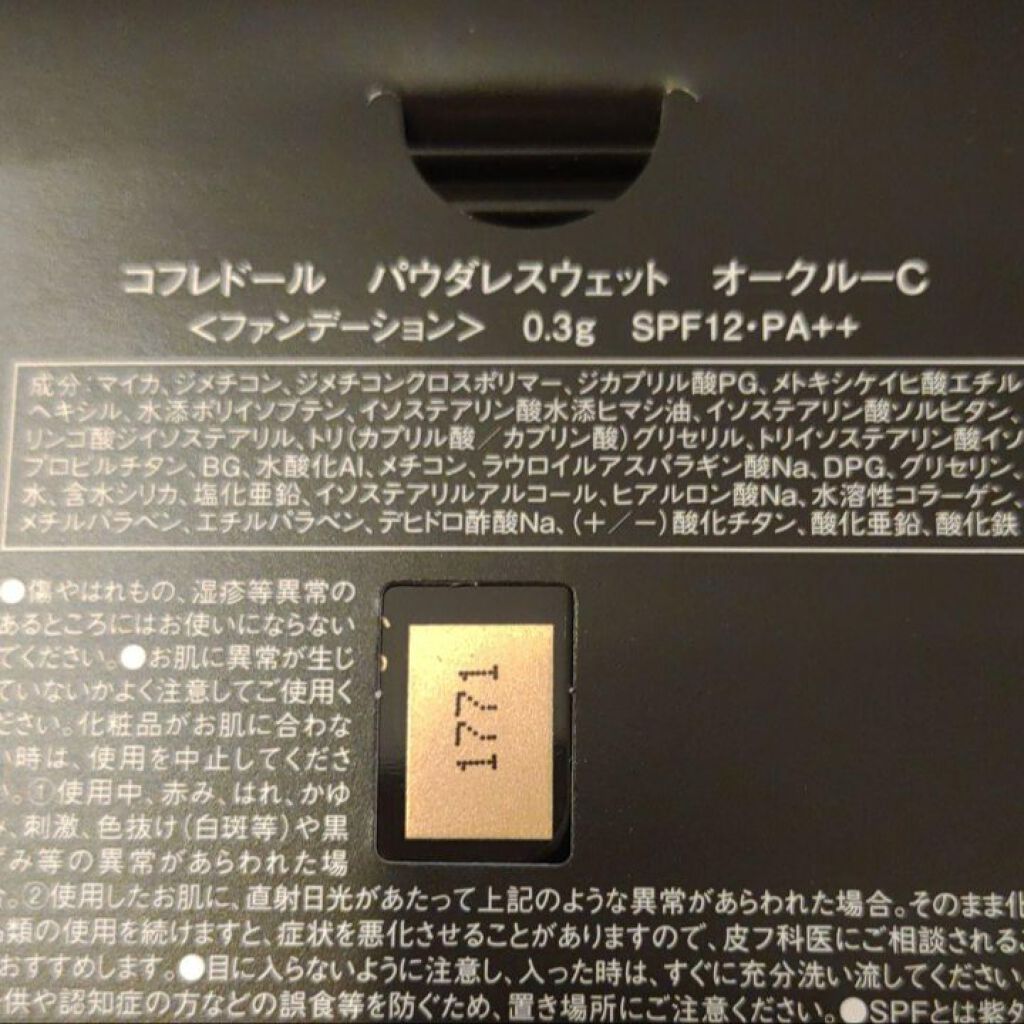 コフレドール　パウダレスウェット　オークルーC
＜ファンデーション＞　0.3g　SPF12・PA++
成分：マイカ、ジメチコン、ジメチコンクロスポリマー、ジカプリル酸PG、メトキシケイヒ酸エチル
ヘキシル、水添ポリイソブテン、イソステアリン酸水添ヒマシ油、イソステアリン酸ソルビタン、
リンゴ酸ジイソステアリル、トリ(カプリル酸／カプリン酸)グリセリル、トリイソステアリン酸イソ
プロピルチタン、BG、水酸化Al、メチコン、ラウロイルアスパラギン酸Na、DPG、グリセリン、
水、含水シリカ、塩化亜鉛、イソステアリルアルコール、ヒアルロン酸Na、水溶性コラーゲン、
メチルパラベン、エチルパラベン、デヒドロ酢酸Na、(＋／－)酸化チタン、酸化亜鉛、酸化鉄
●傷やはれもの、湿疹等異常の
あるところにはお使いにならない
てください。●お肌に異常が生じ
ていないかよく注意してご使用く
ださい。化粧品がお肌に合わな
い時は、使用を中止してくださ
い。①使用中、赤み、はれ、かゆ
み、刺激、色抜け(白斑等)や黒
ずみ等の異常があらわれた場
合。②使用したお肌に、直射日光があたって上記のような異常があらわれた場合。そのまま化
類の使用を続けますと、症状を悪化させることがありますので、皮フ科医にご相談されるこ
おすすめします。●目に入らないように注意し、入った時は、すぐに充分洗い流してください。
供や認知症の方などの誤食等を防ぐため、置き場所にご注意ください。●SPFとは紫外
1771